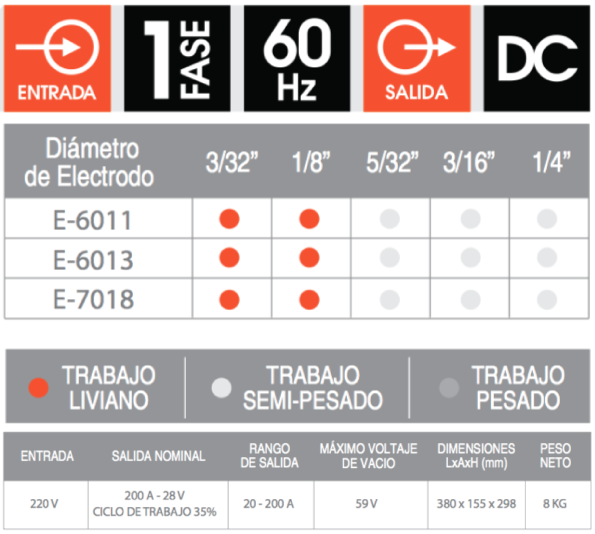 ENTRADA
1 FASE
60
Hz
SALIDA
DC
Diámetro
de Electrodo
3/32” 1/8” 5/32” 3/16” 1/4”
E-6011
E-6013
E-7018
TRABAJO
LIVIANO
TRABAJO
SEMI-PESADO
TRABAJO
PESADO
ENTRADA
SALIDA NOMINAL
RANGO
DE SALIDA
MÁXIMO VOLTAJE
DE VACIO
DIMENSIONES
LxAxH (mm)
PESO
NETO
220 V
200 A - 28 V
CICLO DE TRABAJO 35%
20 - 200 A
59 V
380 x 155 x 298
8 KG